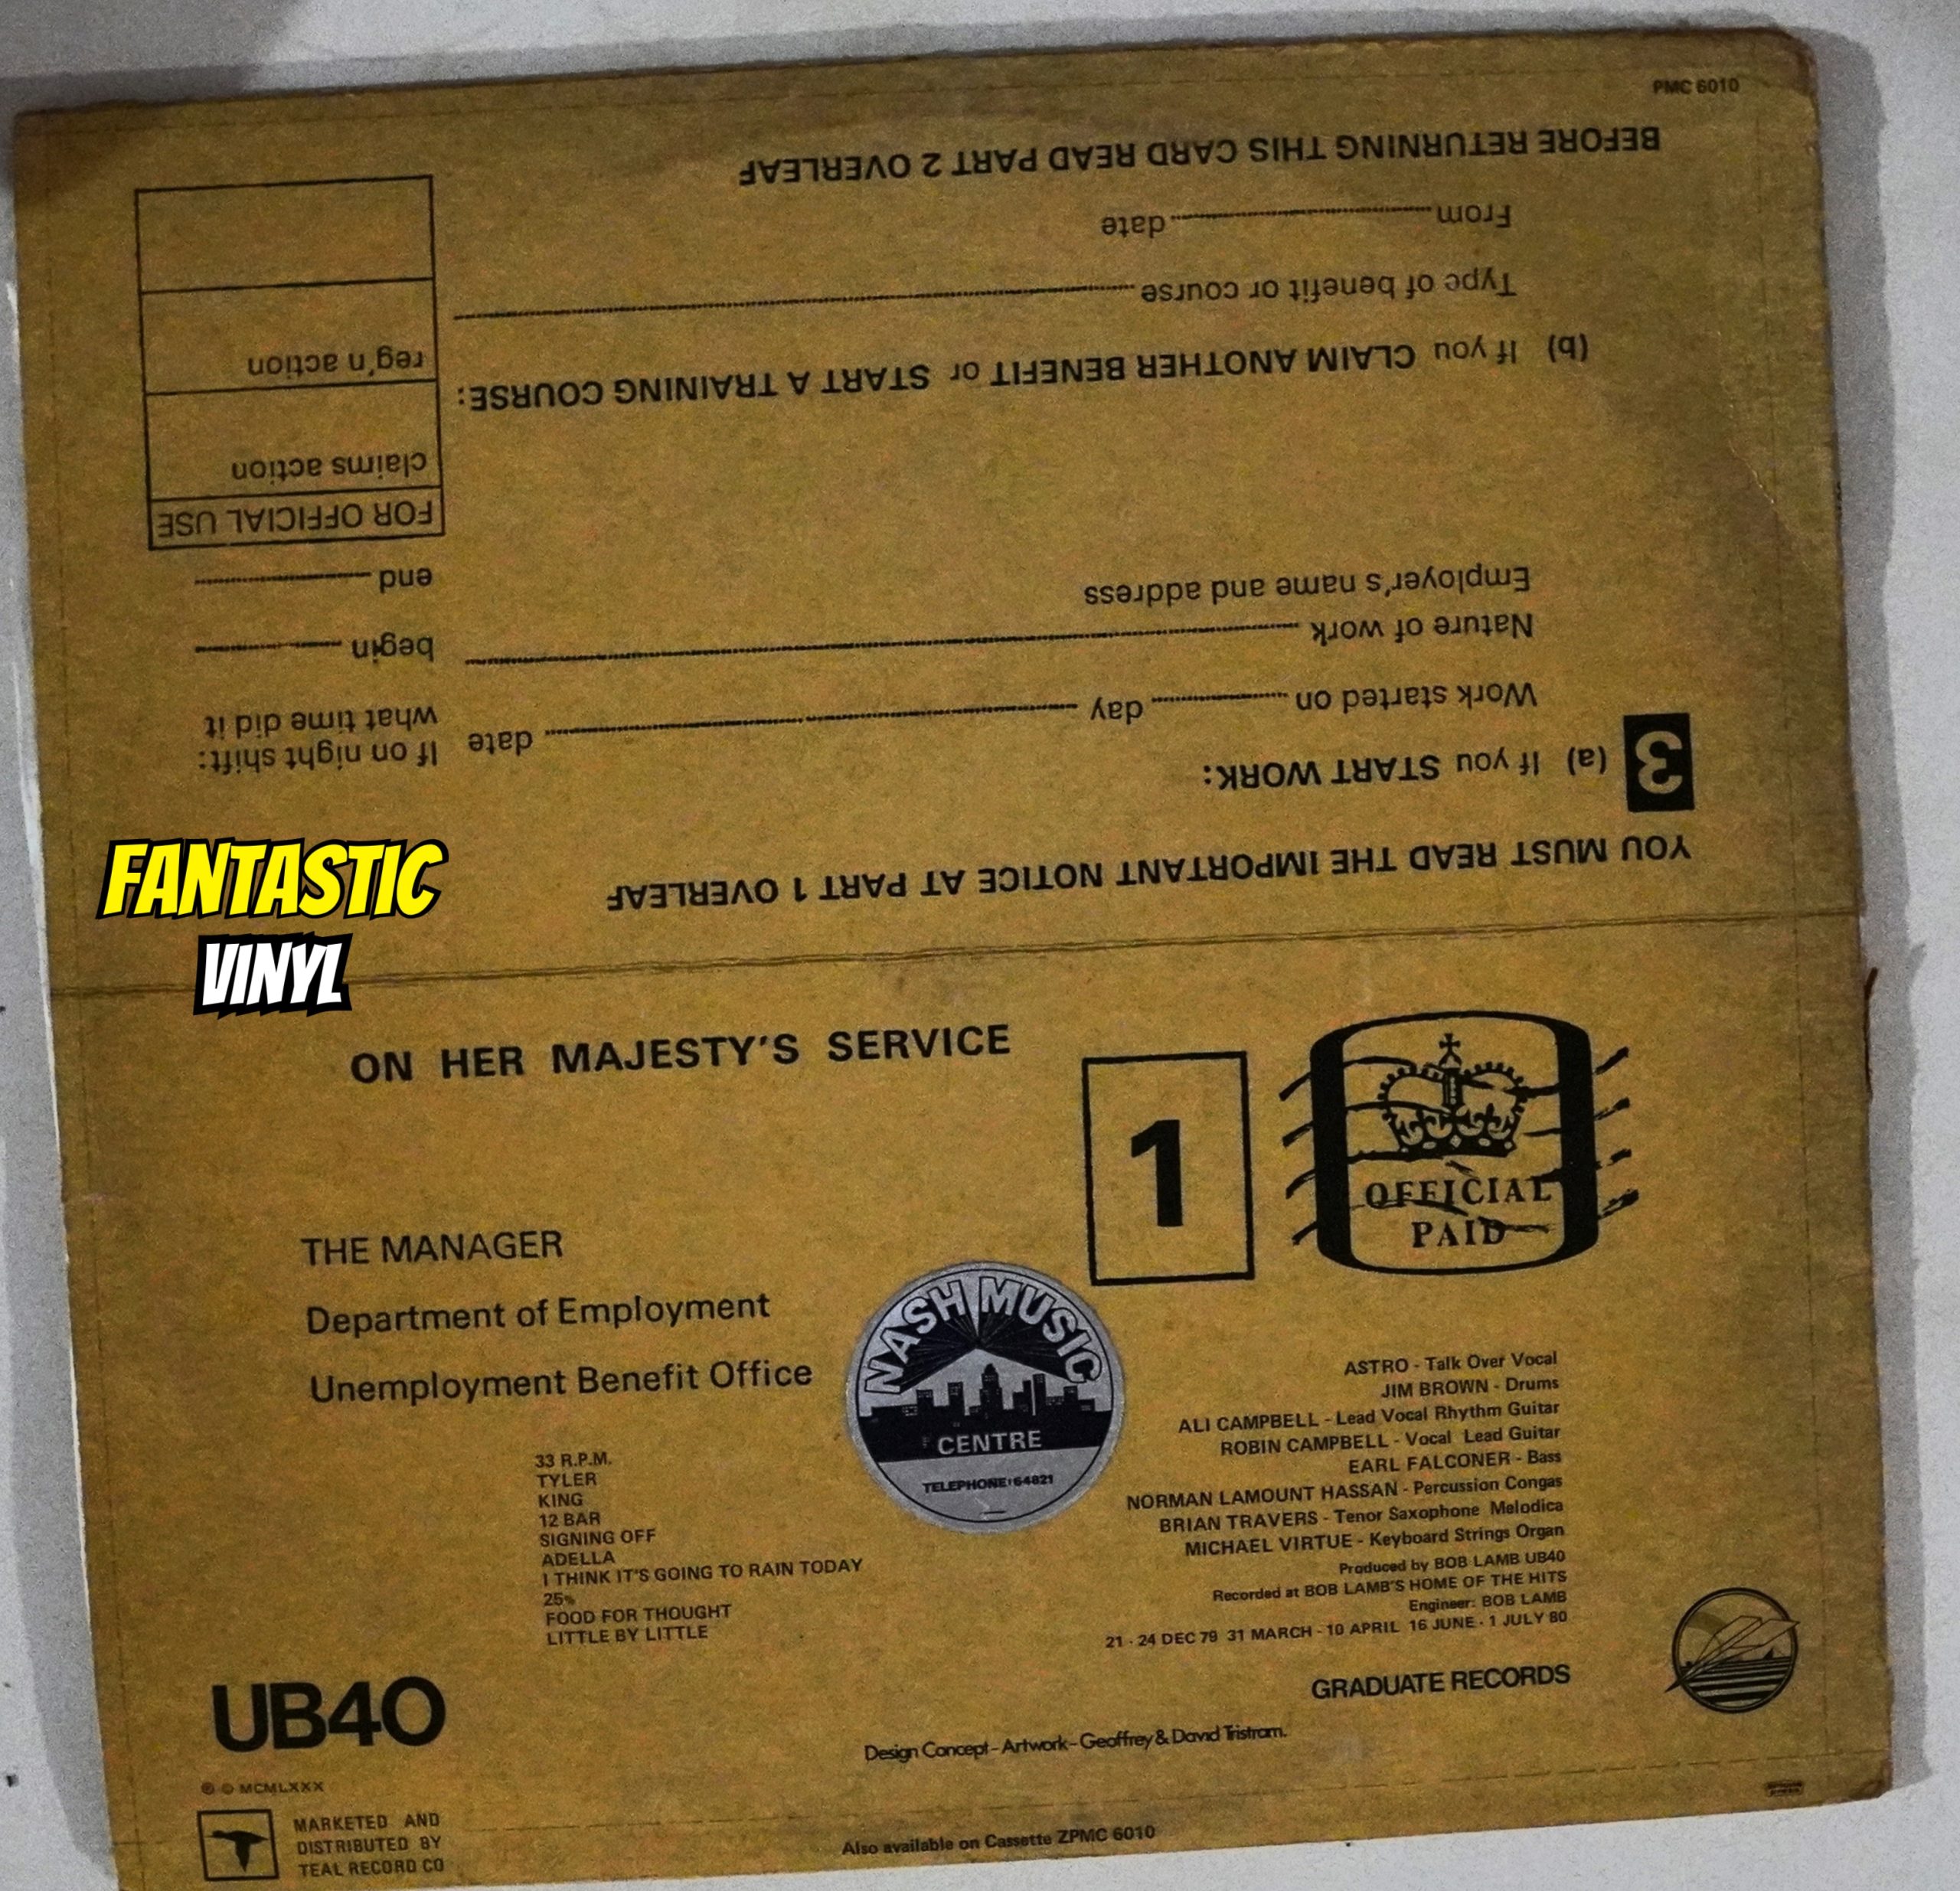 PMC 6010
BEFORE RETURNING THIS CARD READ PART 2 OVERLEAF
From date
Type of benefit or course
(b) If you CLAIM ANOTHER BENEFIT or START A TRAINING COURSE:
reg'n action
claims action
FOR OFFICIAL USE
end
Employer's name and address
Nature of work
begin
Work started on day date
If on night shift:
what time did it
3 (a) If you START WORK:
YOU MUST READ THE IMPORTANT NOTICE AT PART 1 OVERLEAF
FANTASTIC
VINYL
ON HER MAJESTY'S SERVICE
1
OFFICIAL
PAID
THE MANAGER
Department of Employment
Unemployment Benefit Office
NASH MUSIC
CENTRE
TELEPHONE: 64821
33 R.P.M.
TYLER
KING
12 BAR
SIGNING OFF
ADELLA
I THINK IT'S GOING TO RAIN TODAY
25%
FOOD FOR THOUGHT
LITTLE BY LITTLE
ASTRO - Talk Over Vocal
JIM BROWN - Drums
ALI CAMPBELL - Lead Vocal Rhythm Guitar
ROBIN CAMPBELL - Vocal Lead Guitar
EARL FALCONER - Bass
NORMAN LAMOUNT HASSAN - Percussion Congas
BRIAN TRAVERS - Tenor Saxophone Melodica
MICHAEL VIRTUE - Keyboard Strings Organ
Produced by BOB LAMB UB40
Recorded at BOB LAMB'S HOME OF THE HITS
Engineer: BOB LAMB
21 - 24 DEC 79 31 MARCH - 10 APRIL 16 JUNE - 1 JULY 80
GRADUATE RECORDS
UB40
Design Concept - Artwork - Geoffrey & David Tristram.
℗ © MCMLXXX
MARKETED AND
DISTRIBUTED BY
TEAL RECORD CO
Also available on Cassette ZPMC 6010